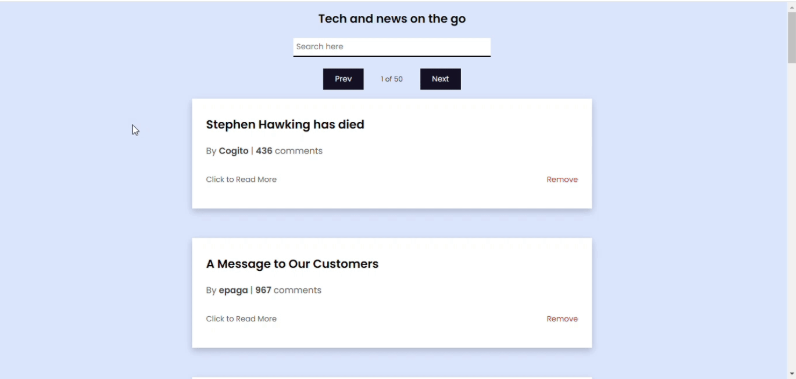 Tech and news on the go
Search here
Prev 1 of 50 Next
Stephen Hawking has died
By Cogito | 436 comments
Click to Read More Remove
A Message to Our Customers
By epaga | 967 comments
Click to Read More Remove